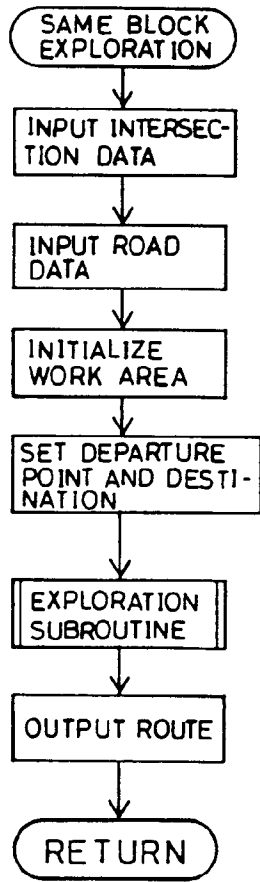 SAME BLOCK
EXPLORATION
INPUT INTERSEC-
TION DATA
INPUT ROAD
DATA
INITIALIZE
WORK AREA
SET DEPARTURE
POINT AND DESTI-
NATION
EXPLORATION
SUBROUTINE
OUTPUT ROUTE
RETURN